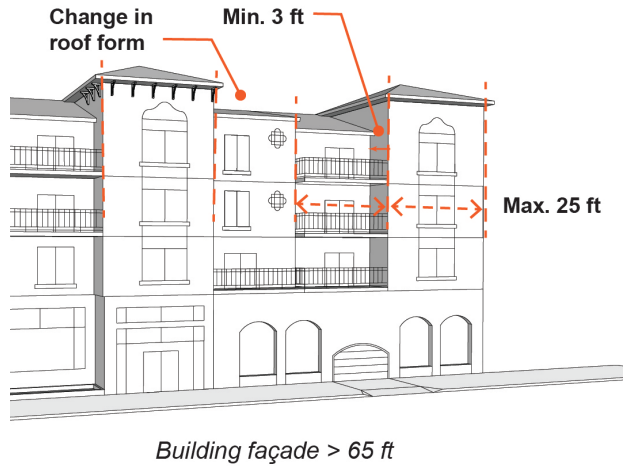 Change in
roof form
Min. 3 ft
Max. 25 ft
Building façade > 65 ft